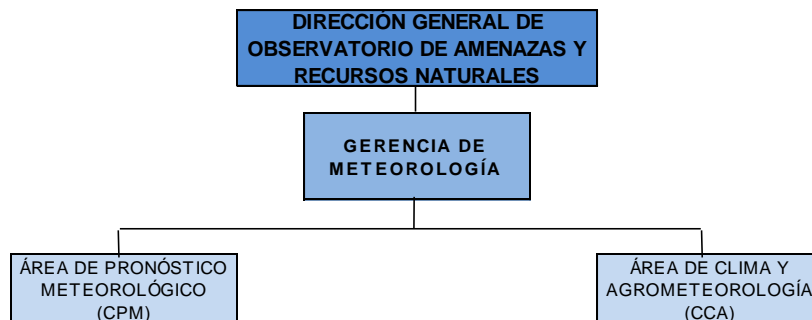 DIRECCIÓN GENERAL DE
OBSERVATORIO DE AMENAZAS Y
RECURSOS NATURALES
GERENCIA DE
METEOROLOGÍA
ÁREA DE PRONÓSTICO
METEOROLÓGICO
(CPM)
ÁREA DE CLIMA Y
AGROMETEOROLOGÍA
(CCA)